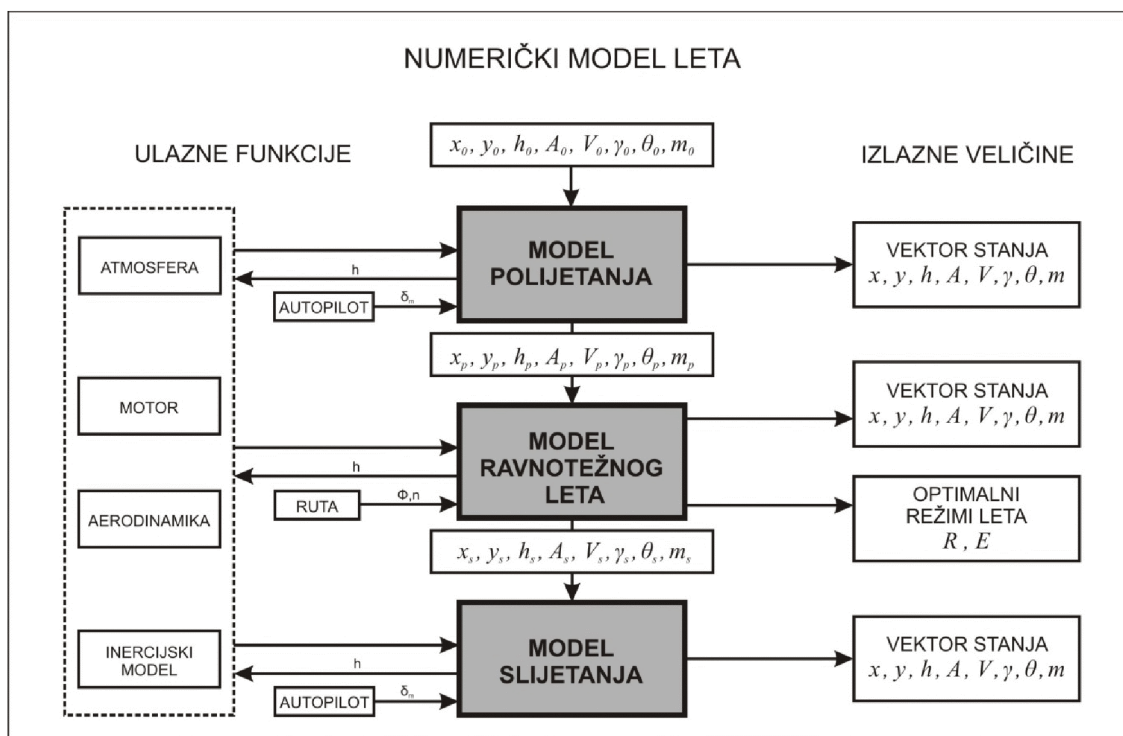 NUMERIČKI MODEL LETA
ULAZNE FUNKCIJE
x₀, y₀, h₀, A₀, V₀, γ₀, θ₀, m₀
IZLAZNE VELIČINE
ATMOSFERA
h
AUTOPILOT
δₘ
MODEL
POLIJETANJA
VEKTOR STANJA
x, y, h, A, V, γ, θ, m
xₚ, yₚ, hₚ, Aₚ, Vₚ, γₚ, θₚ, mₚ
MOTOR
AERODINAMIKA
h
RUTA
Φ,n
MODEL
RAVNOTEŽNOG
LETA
VEKTOR STANJA
x, y, h, A, V, γ, θ, m
OPTIMALNI
REŽIMI LETA
R , E
xₛ, yₛ, hₛ, Aₛ, Vₛ, γₛ, θₛ, mₛ
INERCIJSKI
MODEL
h
AUTOPILOT
δₘ
MODEL
SLIJETANJA
VEKTOR STANJA
x, y, h, A, V, γ, θ, m